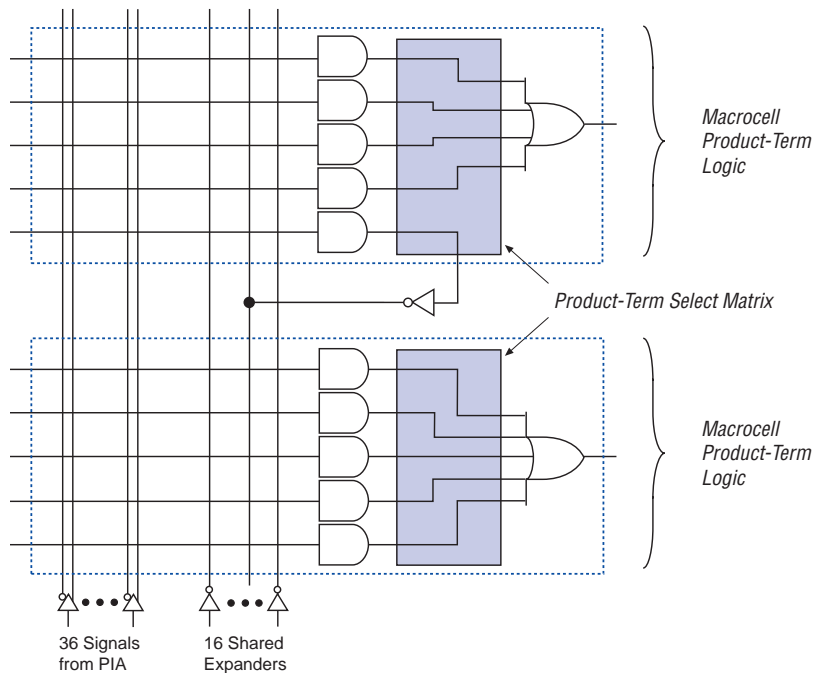 Macrocell
Product-Term
Logic
Product-Term Select Matrix
Macrocell
Product-Term
Logic
36 Signals
from PIA
16 Shared
Expanders